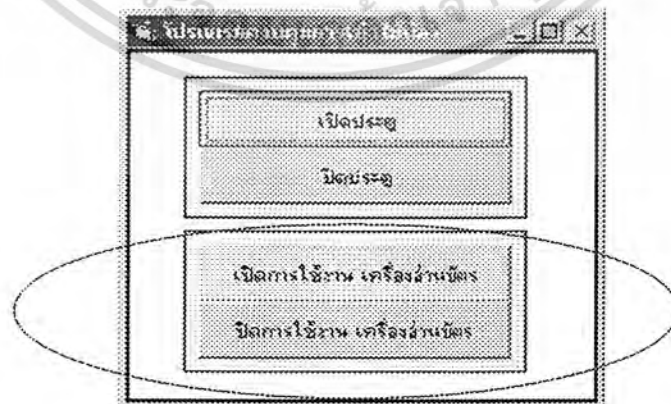 เปิดประตู
ปิดประตู
เปิดการใช้งาน เครื่องอ่านบัตร
ปิดการใช้งาน เครื่องอ่านบัตร